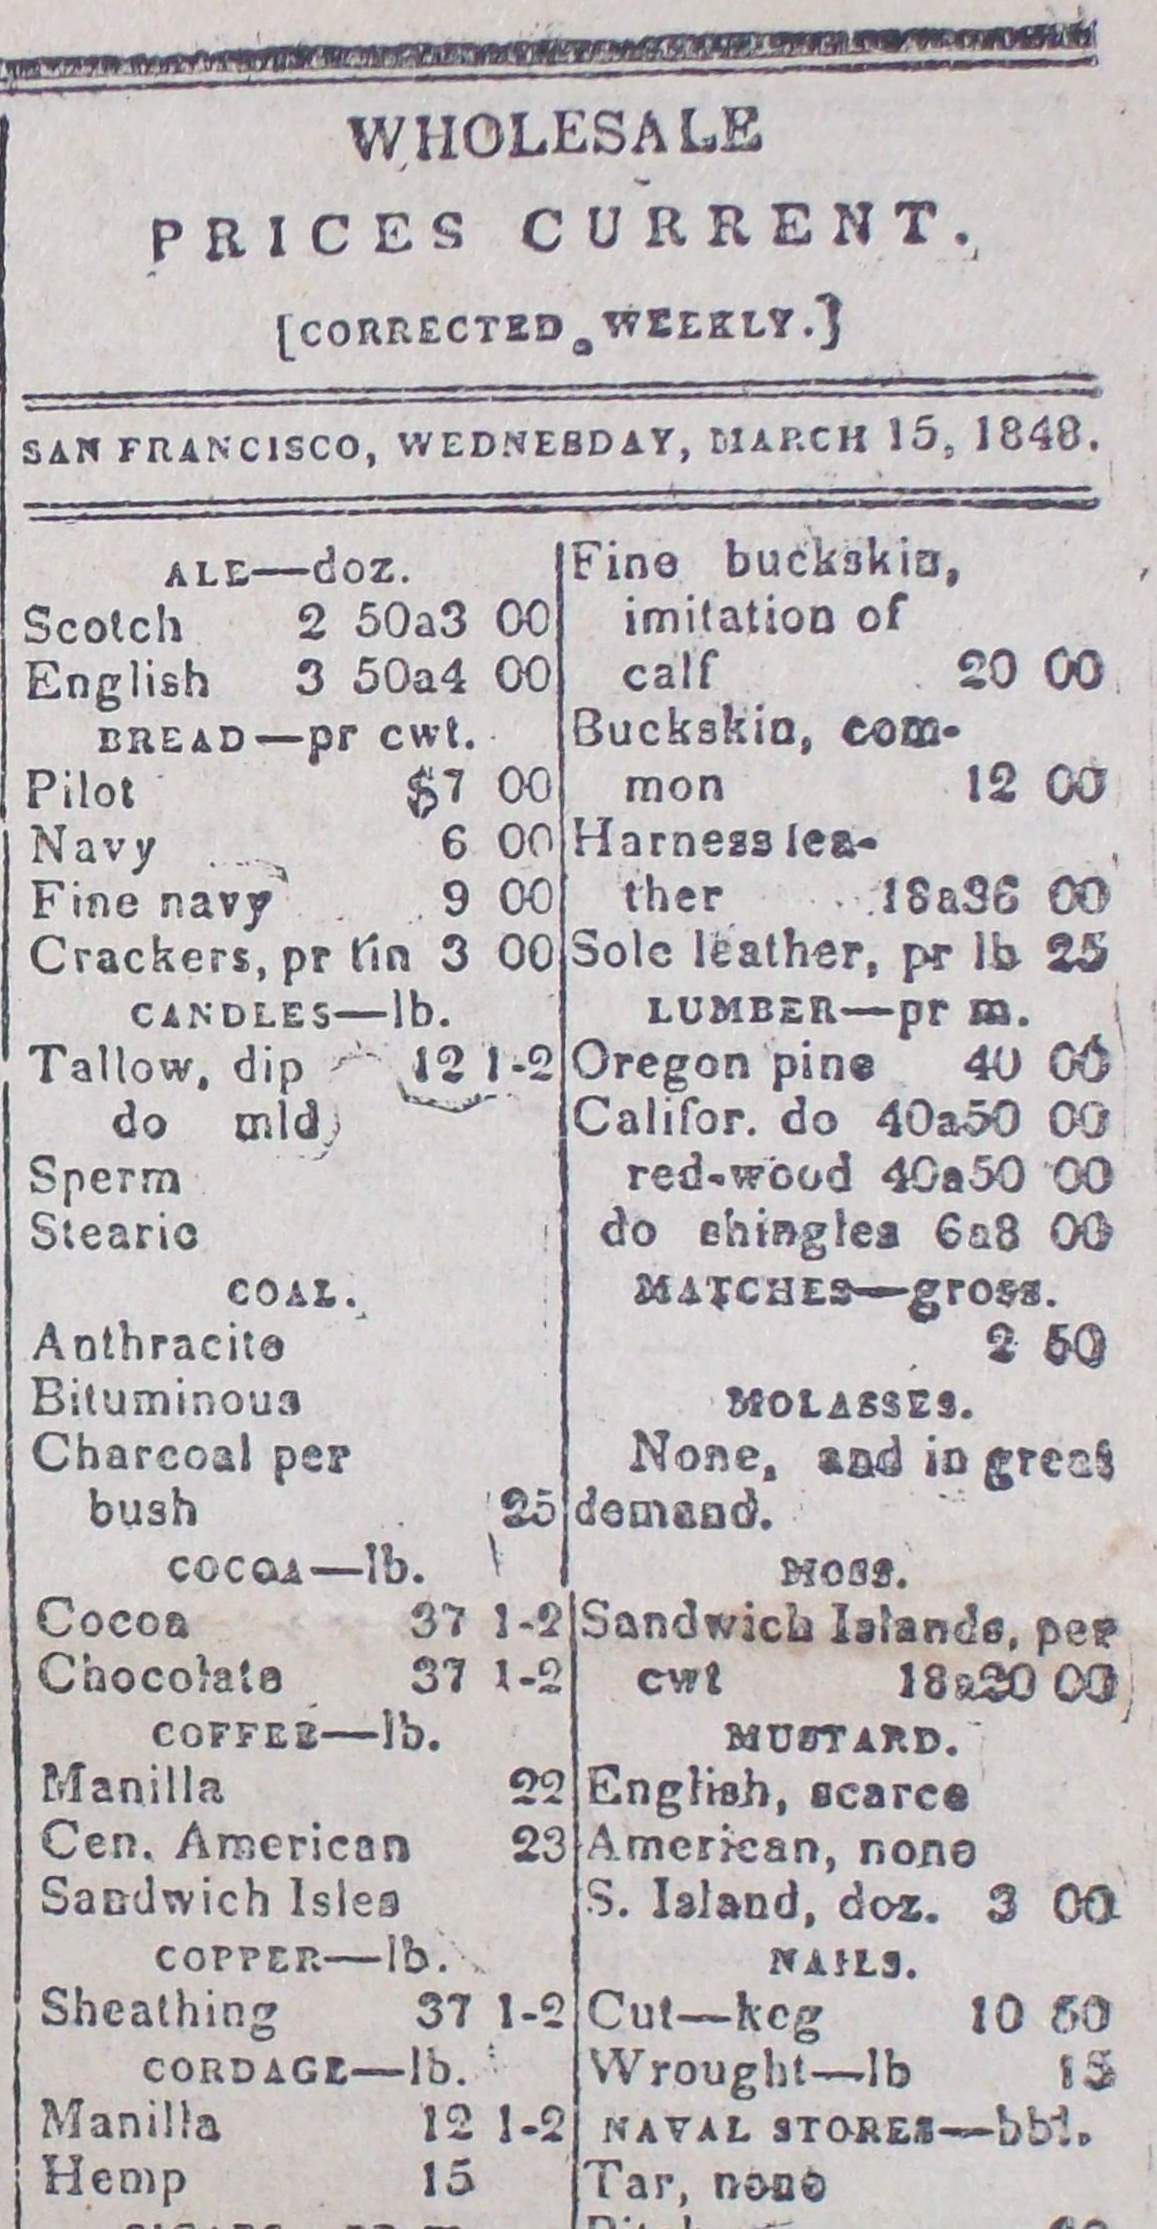 WHOLESALE
PRICES CURRENT.
[CORRECTED WEEKLY.]
SAN FRANCISCO, WEDNESDAY, MARCH 15, 1848.
ALE—doz.
Scotch 2 50a3 00
English 3 50a4 00
BREAD—pr cwt.
Pilot $7 00
Navy 6 00
Fine navy 9 00
Crackers, pr tin 3 00
CANDLES—lb.
Tallow, dip 12 1-2
do mld
Sperm
Stearic
COAL.
Anthracite
Bituminous
Charcoal per
bush 25
COCOA—lb.
Cocoa 37 1-2
Chocolate 37 1-2
COFFEE—lb.
Manilla 22
Cen. American 23
Sandwich Isles
COPPER—lb.
Sheathing 37 1-2
CORDAGE—lb.
Manilla 12 1-2
Hemp 15
Fine buckskin,
imitation of
calf 20 00
Buckskin, com-
mon 12 00
Harness lea-
ther 18a36 00
Sole leather, pr lb 25
LUMBER—pr m.
Oregon pine 40 00
Califor. do 40a50 00
red-wood 40a50 00
do shingles 6a8 00
MATCHES—gross.
2 50
MOLASSES.
None, and in great
demand.
MOSS.
Sandwich Islands, per
cwt 18a20 00
MUSTARD.
English, scarce
American, none
S. Island, doz. 3 00
NAILS.
Cut—keg 10 50
Wrought—lb 15
NAVAL STORES—bbl.
Tar, none